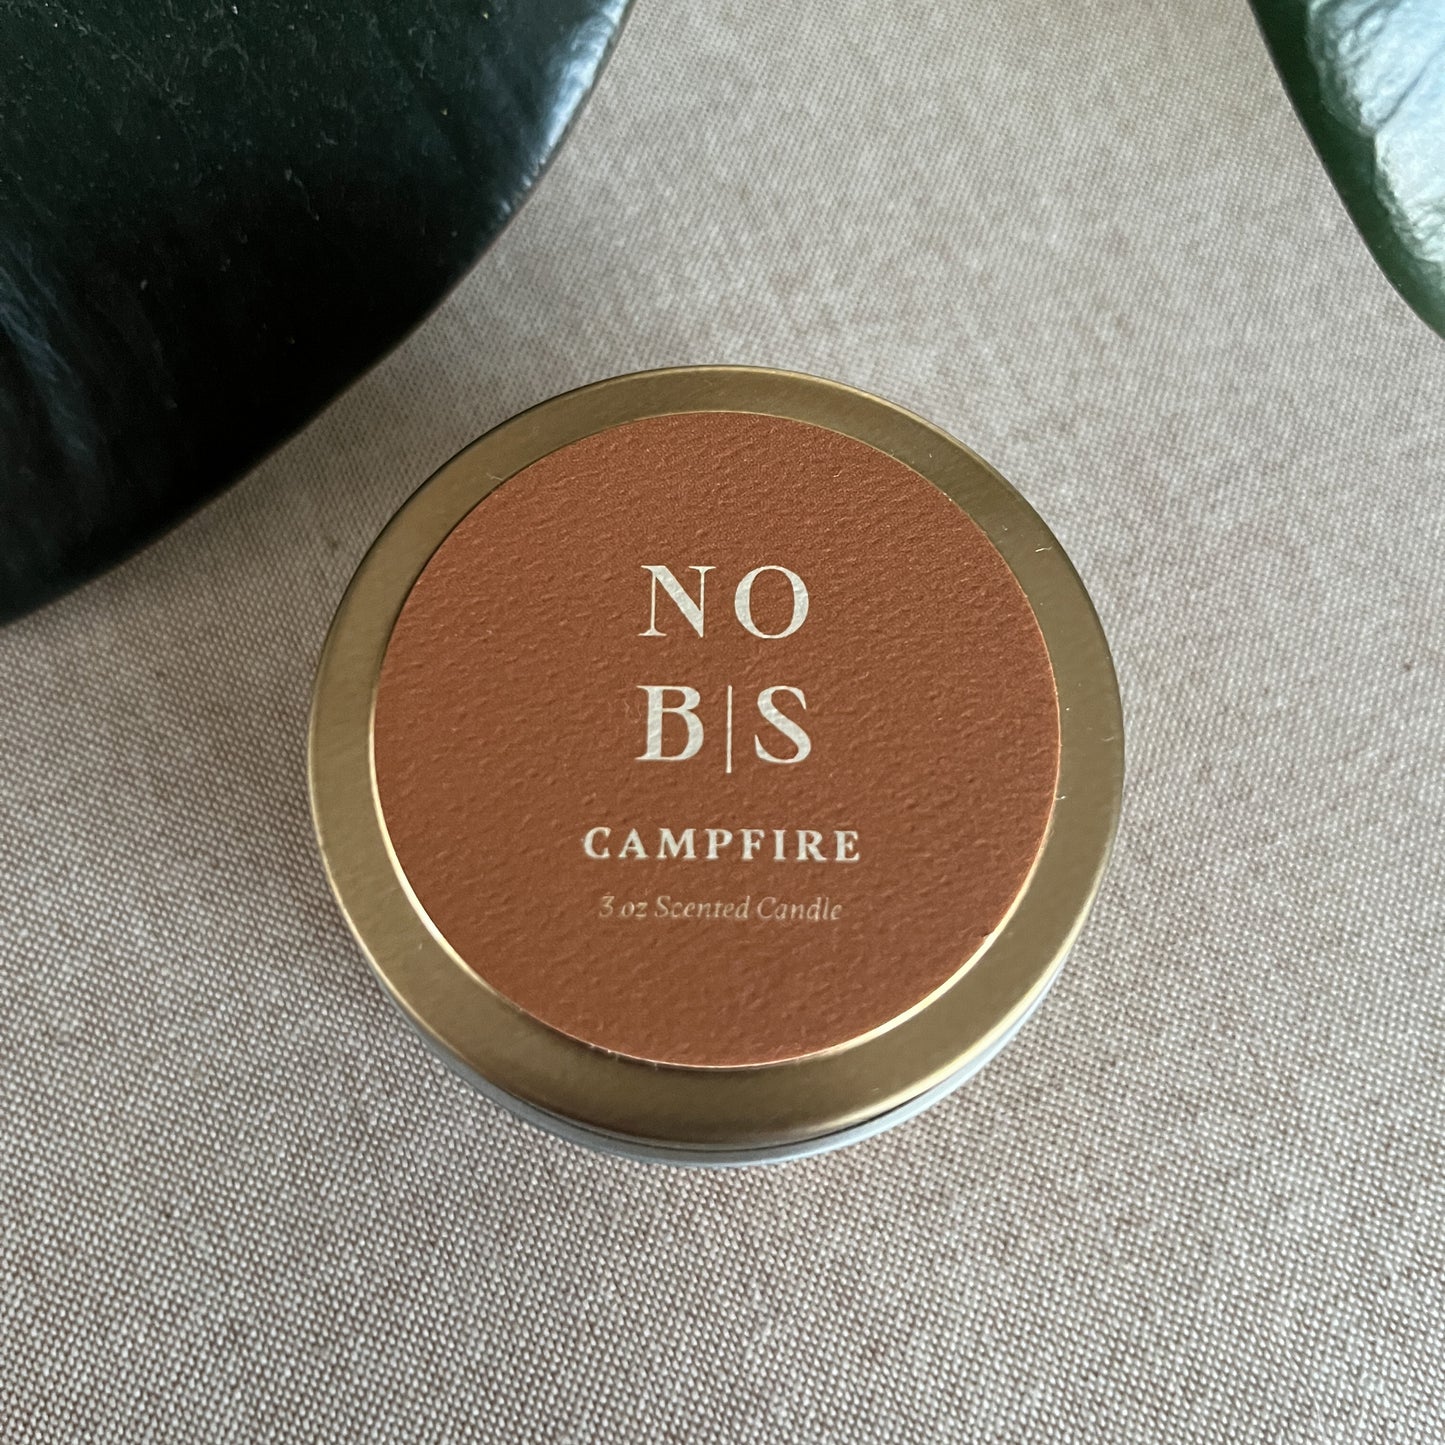 NO
B|S
CAMPFIRE
3 oz Scented Candle